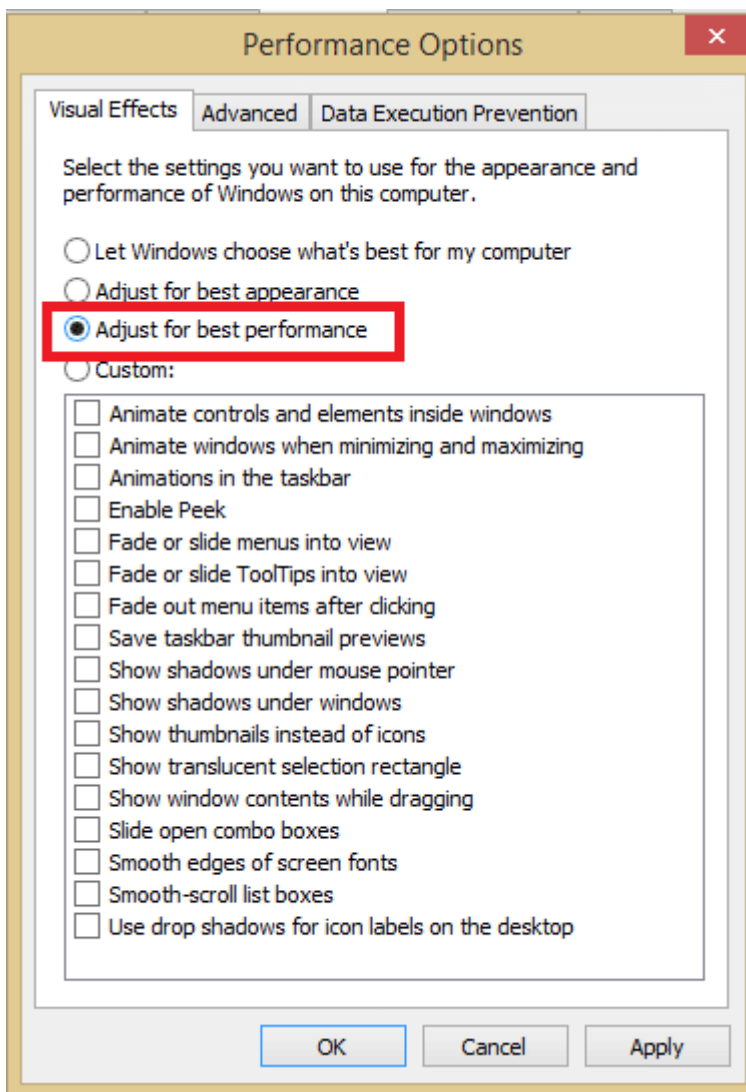 Performance Options
Visual Effects
Advanced
Data Execution Prevention
Select the settings you want to use for the appearance and
performance of Windows on this computer.
Let Windows choose what's best for my computer
Adjust for best appearance
Adjust for best performance
Custom:
Animate controls and elements inside windows
Animate windows when minimizing and maximizing
Animations in the taskbar
Enable Peek
Fade or slide menus into view
Fade or slide ToolTips into view
Fade out menu items after clicking
Save taskbar thumbnail previews
Show shadows under mouse pointer
Show shadows under windows
Show thumbnails instead of icons
Show translucent selection rectangle
Show window contents while dragging
Slide open combo boxes
Smooth edges of screen fonts
Smooth-scroll list boxes
Use drop shadows for icon labels on the desktop
OK
Cancel
Apply